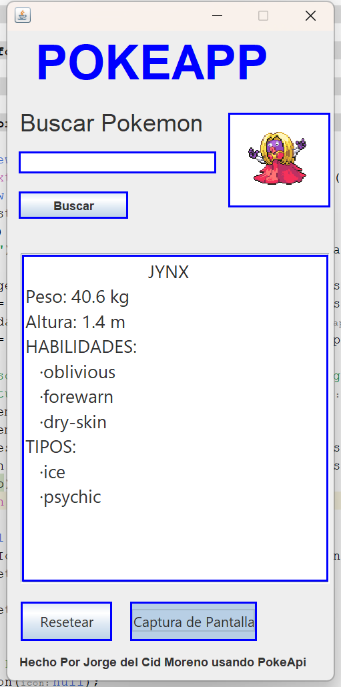 POKEAPP
Buscar Pokemon
Buscar
JYNX
Peso: 40.6 kg
Altura: 1.4 m
HABILIDADES:
·oblivious
·forewarn
·dry-skin
TIPOS:
·ice
·psychic
Resetear
Captura de Pantalla
Hecho Por Jorge del Cid Moreno usando PokeApi